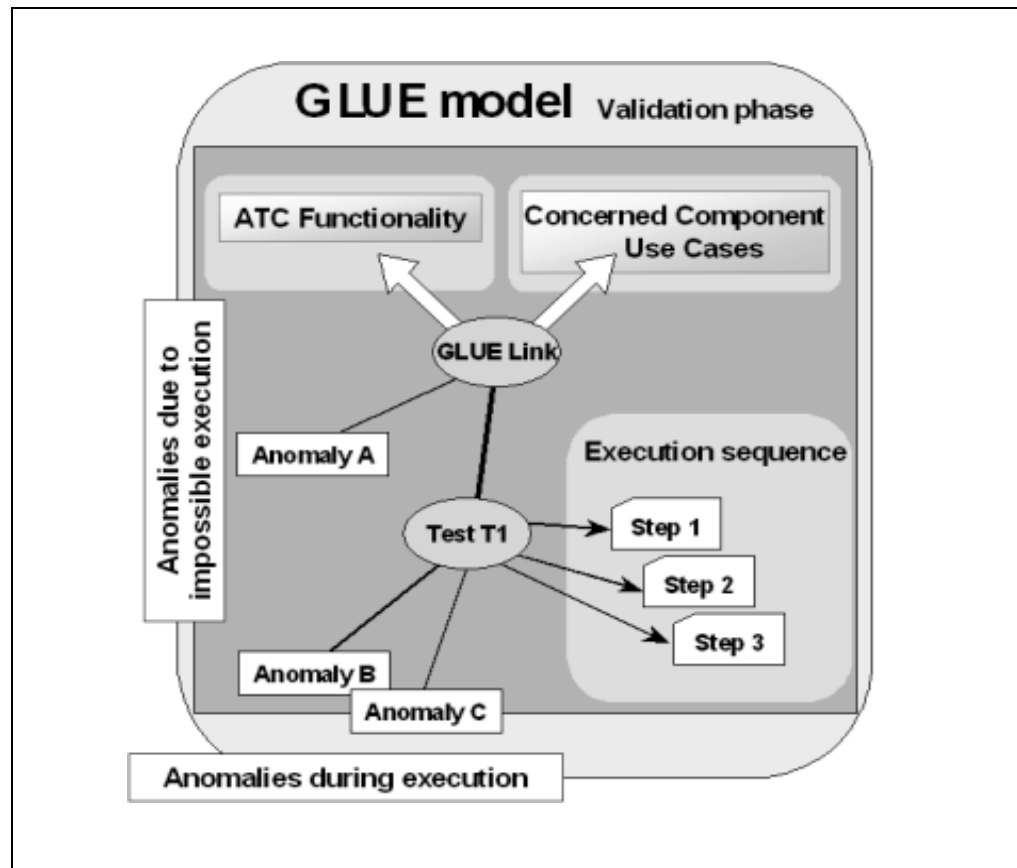 GLUE model Validation phase
ATC Functionality
Concerned Component
Use Cases
GLUE Link
Anomalies due to
impossible execution
Anomaly A
Execution sequence
Test T1
Step 1
Step 2
Step 3
Anomaly B
Anomaly C
Anomalies during execution